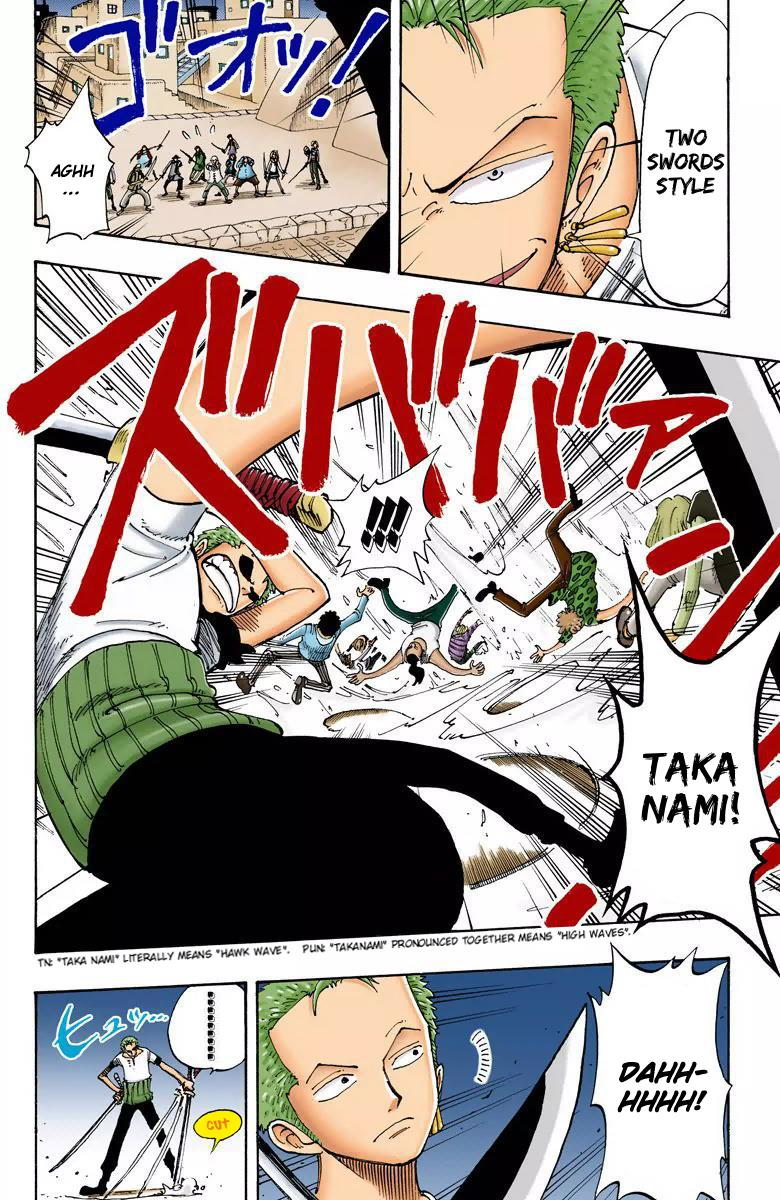 TWO
SWORDS
STYLE
ゴオッ!
AGHH
...
ズババァン
!!!
TAKA
NAMI!
TN: "TAKA NAMI" LITERALLY MEANS "HAWK WAVE". PUN: "TAKANAMI" PRONOUNCED TOGETHER MEANS "HIGH WAVES".
DAHH-
HHHH!
ヒュッ...
CUT